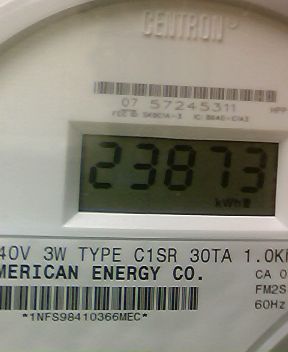 CENTRON®
07 57245311
23873
kWh
40V 3W TYPE C1SR 30TA 1.0K
MERICAN ENERGY CO.
CA 0
FM2S
60Hz
*1NFS98410366MEC*